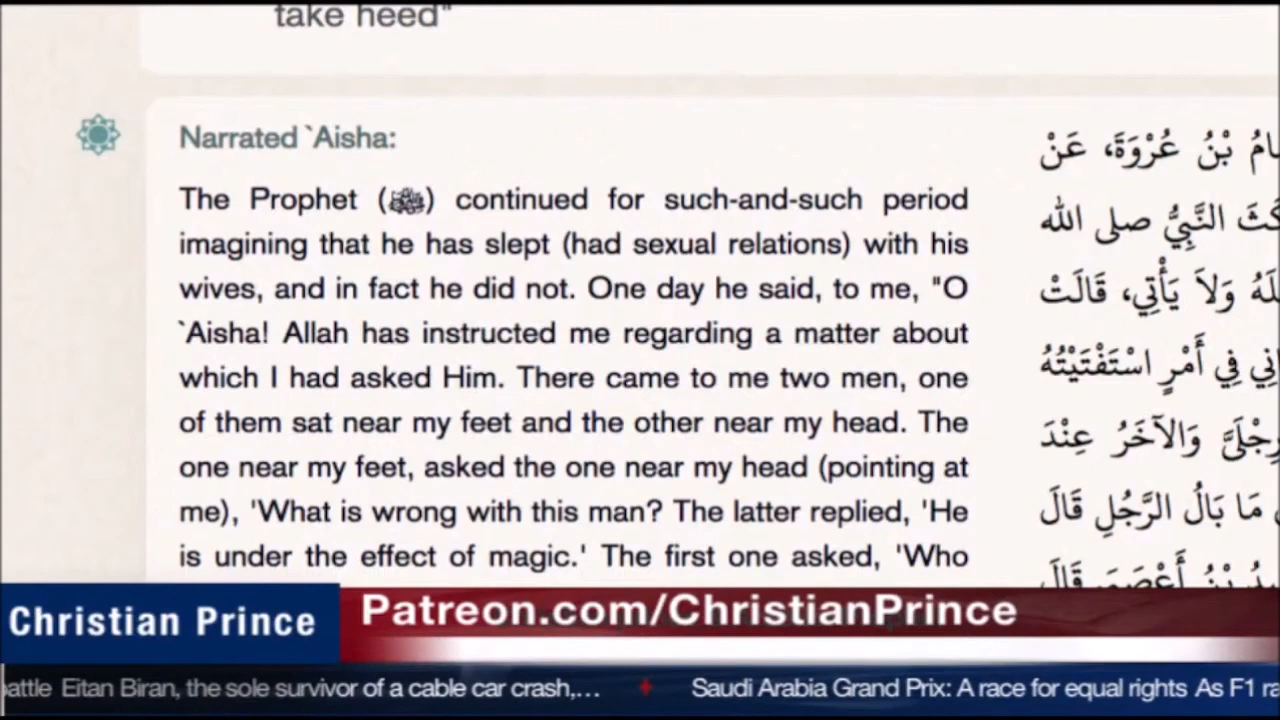 take heed"
Narrated `Aisha:
The Prophet (ﷺ) continued for such-and-such period
imagining that he has slept (had sexual relations) with his
wives, and in fact he did not. One day he said, to me, "O
`Aisha! Allah has instructed me regarding a matter about
which I had asked Him. There came to me two men, one
of them sat near my feet and the other near my head. The
one near my feet, asked the one near my head (pointing at
me), 'What is wrong with this man? The latter replied, 'He
is under the effect of magic.' The first one asked, 'Who
بْنُ عُرْوَةَ، عَنْ
النَّبِيُّ صلى الله
وَلاَ يَأْتِي، قَالَتْ
فِي أَمْرٍ اسْتَفْتَيْتُهُ
وَالآخَرُ عِنْدَ
مَا بَالُ الرَّجُلِ قَالَ
بْنُ أَعْصَمَ قَالَ
Christian Prince
Patreon.com/ChristianPrince
Eitan Biran, the sole survivor of a cable car crash,... Saudi Arabia Grand Prix: A race for equal rights As F1